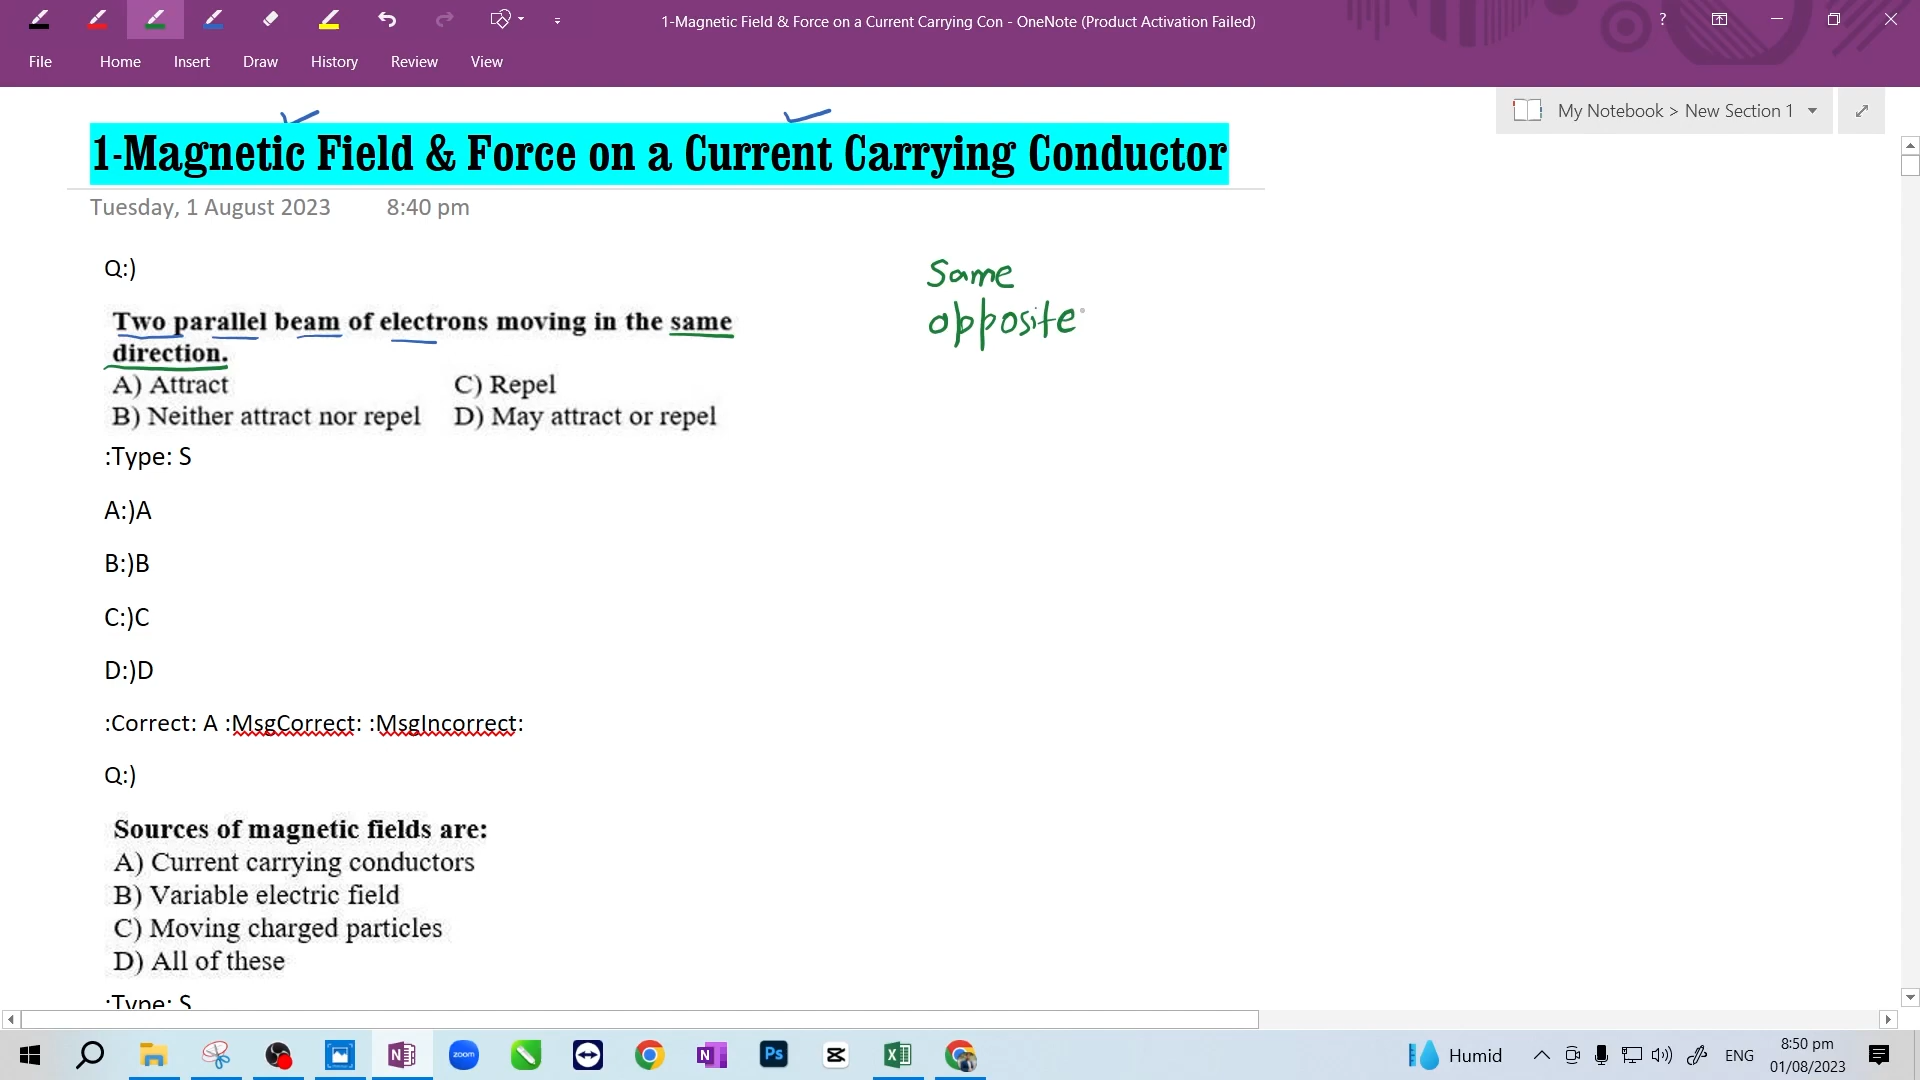 1-Magnetic Field & Force on a Current Carrying Con - OneNote (Product Activation Failed)
?
File Home Insert Draw History Review View
My Notebook > New Section 1
1-Magnetic Field & Force on a Current Carrying Conductor
Tuesday, 1 August 2023 8:40 pm
Q:)
Same
opposite
Two parallel beam of electrons moving in the same
direction.
A) Attract C) Repel
B) Neither attract nor repel D) May attract or repel
:Type: S
A:)A
B:)B
C:)C
D:)D
:Correct: A :MsgCorrect: :MsgIncorrect:
Q:)
Sources of magnetic fields are:
A) Current carrying conductors
B) Variable electric field
C) Moving charged particles
D) All of these
:Type: S
zoom
N
N
Ps
X
Humid
ENG
8:50 pm
01/08/2023